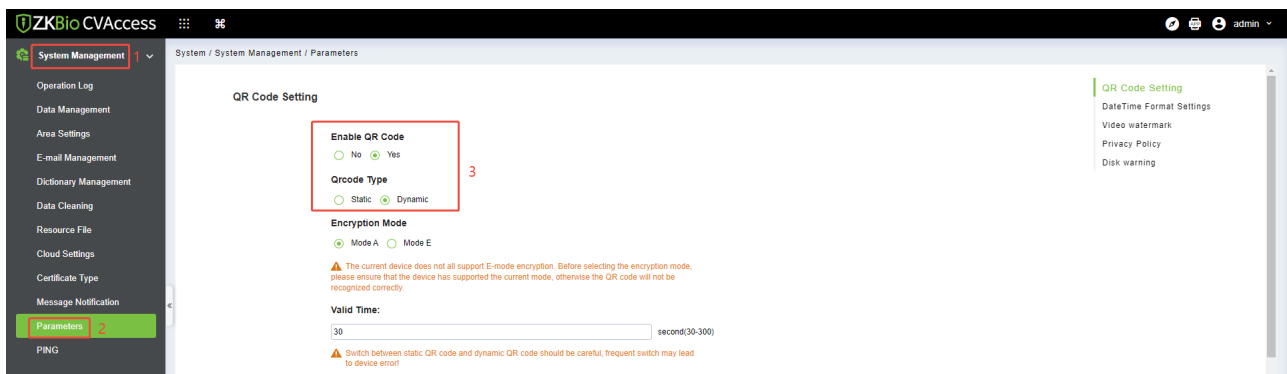 ZKBio CVAccess
admin
System Management 1
System / System Management / Parameters
Operation Log
Data Management
Area Settings
E-mail Management
Dictionary Management
Data Cleaning
Resource File
Cloud Settings
Certificate Type
Message Notification
Parameters 2
PING
QR Code Setting
Enable QR Code
No Yes
Qrcode Type
Static Dynamic
3
Encryption Mode
Mode A Mode E
The current device does not all support E-mode encryption. Before selecting the encryption mode,
please ensure that the device has supported the current mode, otherwise the QR code will not be
recognized correctly.
Valid Time:
30 second(30-300)
Switch between static QR code and dynamic QR code should be careful, frequent switch may lead
to device error!
QR Code Setting
DateTime Format Settings
Video watermark
Privacy Policy
Disk warning